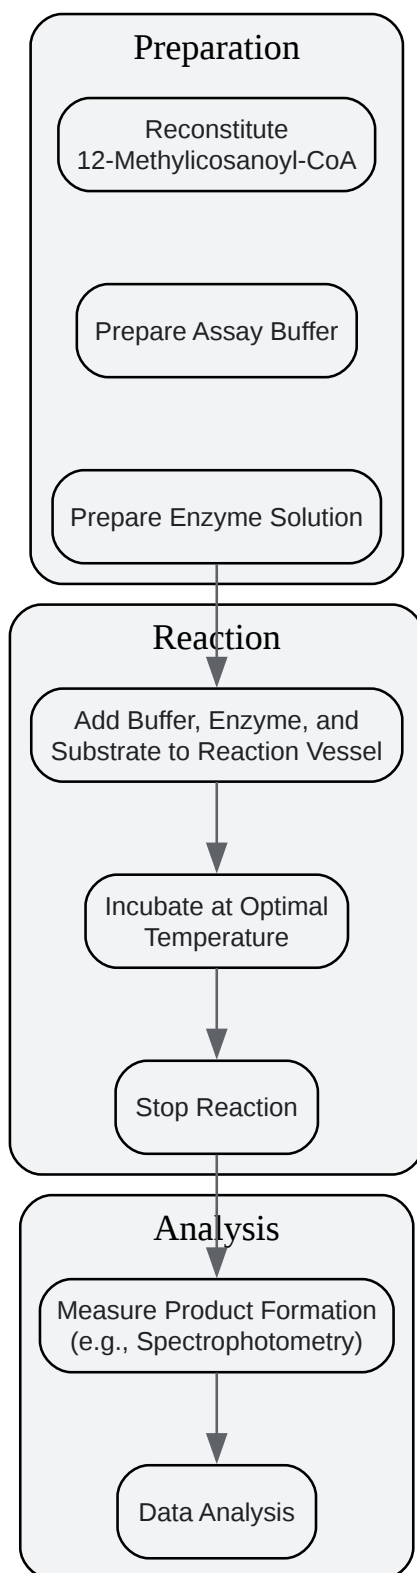 Preparation
Reconstitute
12-Methylicosanoyl-CoA
Prepare Assay Buffer
Prepare Enzyme Solution
Reaction
Add Buffer, Enzyme, and
Substrate to Reaction Vessel
Incubate at Optimal
Temperature
Stop Reaction
Analysis
Measure Product Formation
(e.g., Spectrophotometry)
Data Analysis